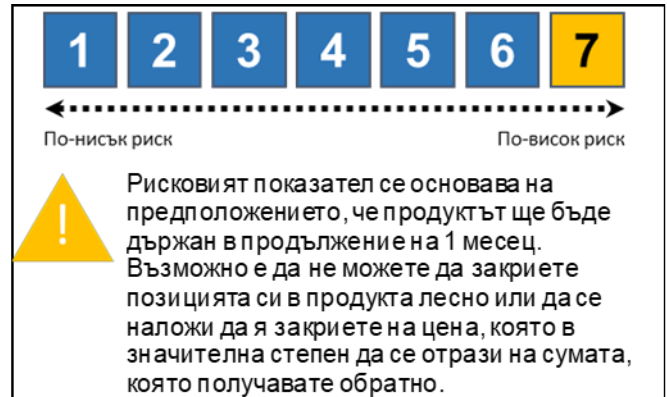 1 2 3 4 5 6 7
По-нисък риск По-висок риск
!
Рисковият показател се основава на
предположението, че продуктът ще бъде
държан в продължение на 1 месец.
Възможно е да не можете да закриете
позицията си в продукта лесно или да се
наложи да я закриете на цена, която в
значителна степен да се отрази на сумата,
която получавате обратно.